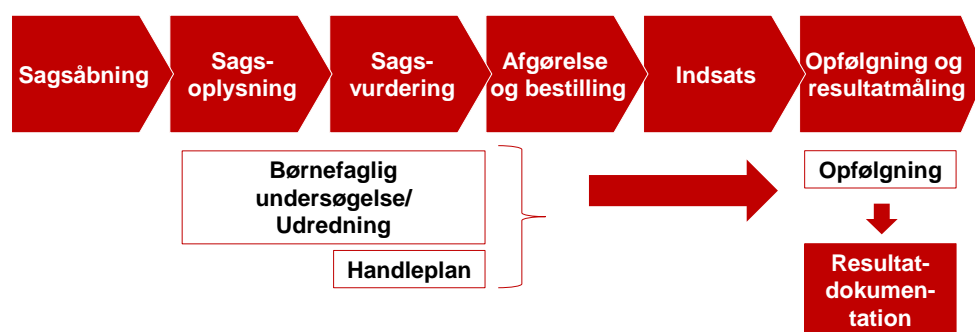 Sagsåbning
Sags-
oplysning
Sags-
vurdering
Afgørelse
og bestilling
Indsats
Opfølgning og
resultatmåling
Børnefaglig
undersøgelse/
Udredning
Handleplan
Opfølgning
Resultat-
dokumen-
tation